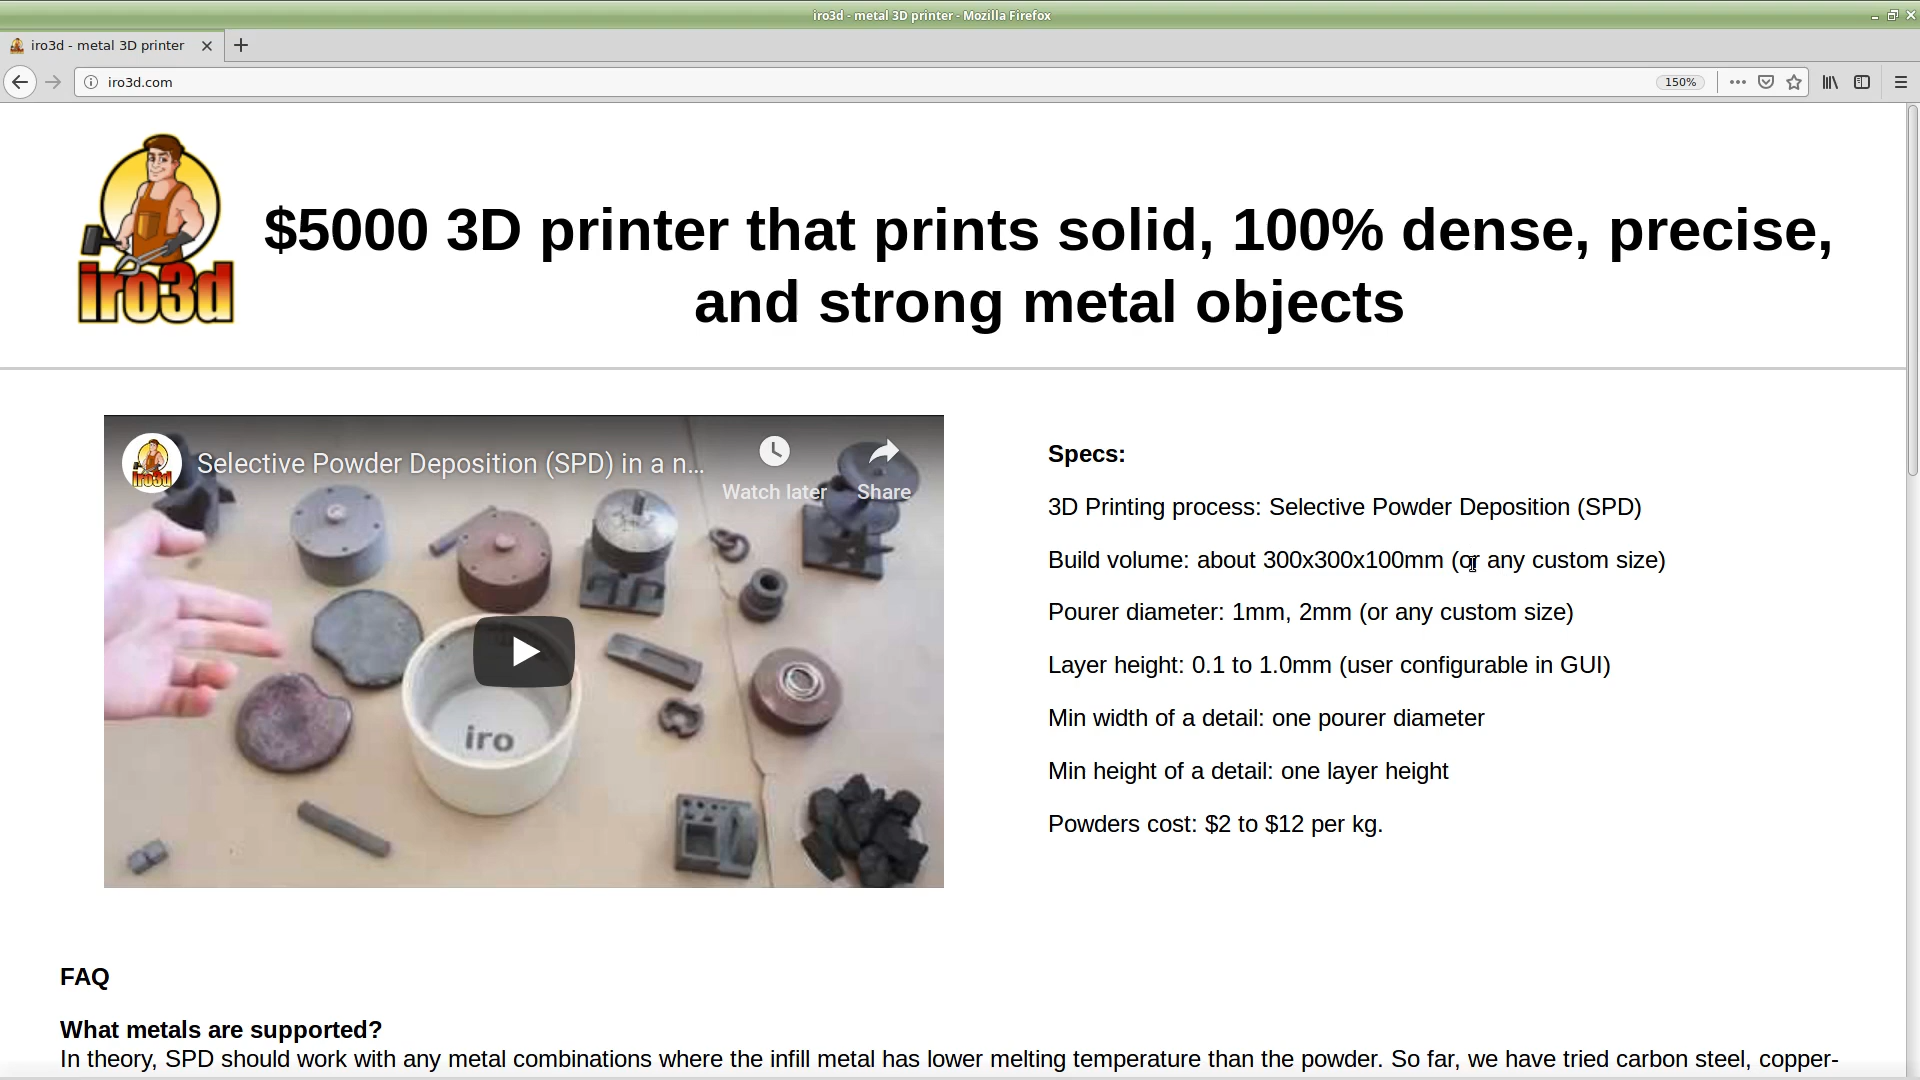 iro3d - metal 3D printer - Mozilla Firefox
iro3d - metal 3D printer
iro3d.com
150%
iro3d
$5000 3D printer that prints solid, 100% dense, precise,
and strong metal objects
Selective Powder Deposition (SPD) in a n...
Watch later
Share
iro
Specs:
3D Printing process: Selective Powder Deposition (SPD)
Build volume: about 300x300x100mm (or any custom size)
Pourer diameter: 1mm, 2mm (or any custom size)
Layer height: 0.1 to 1.0mm (user configurable in GUI)
Min width of a detail: one pourer diameter
Min height of a detail: one layer height
Powders cost: $2 to $12 per kg.
FAQ
What metals are supported?
In theory, SPD should work with any metal combinations where the infill metal has lower melting temperature than the powder. So far, we have tried carbon steel, copper-